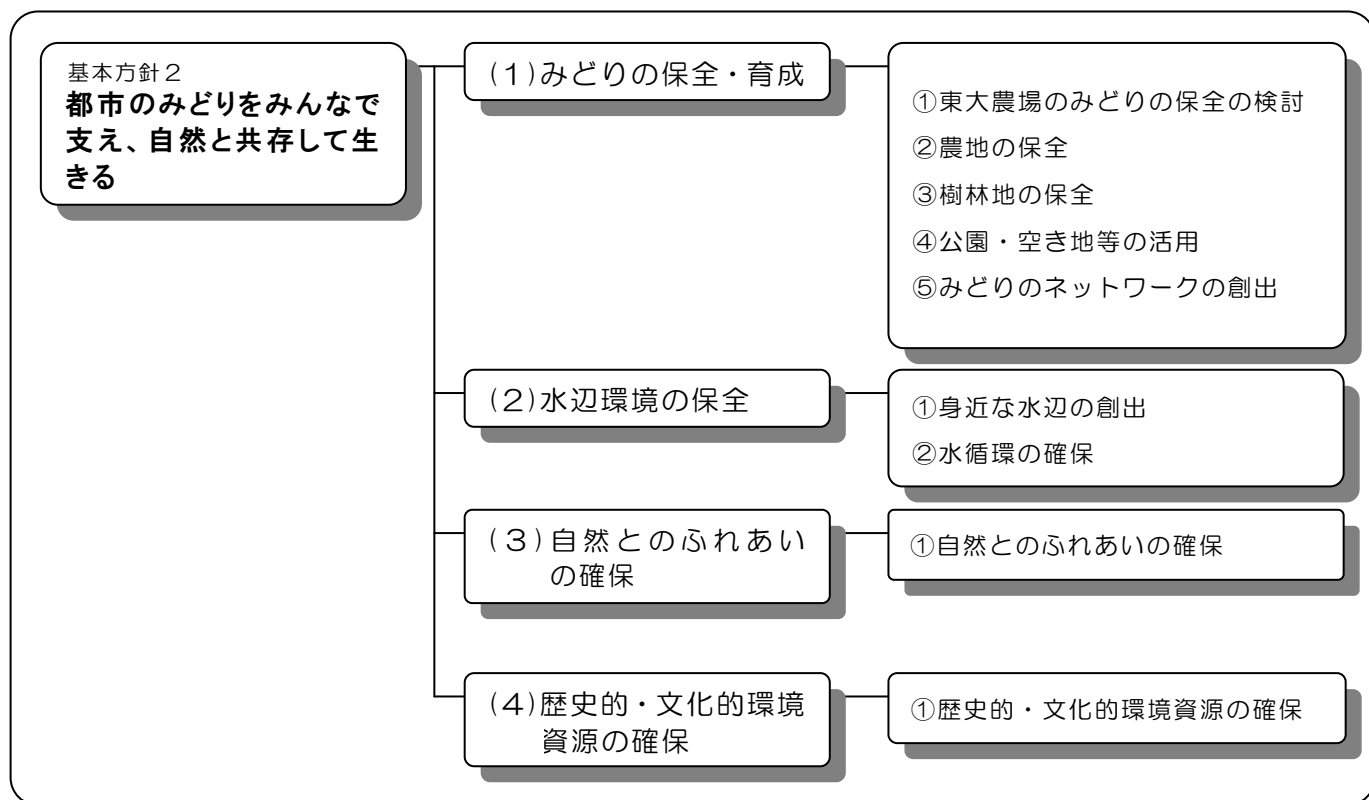 基本方針２
都市のみどりをみんなで
支え、自然と共存して生
きる
(１)みどりの保全・育成
①東大農場のみどりの保全の検討
②農地の保全
③樹林地の保全
④公園・空き地等の活用
⑤みどりのネットワークの創出
(２)水辺環境の保全
①身近な水辺の創出
②水循環の確保
(３)自然とのふれあい
の確保
①自然とのふれあいの確保
(４)歴史的・文化的環境
資源の確保
①歴史的・文化的環境資源の確保